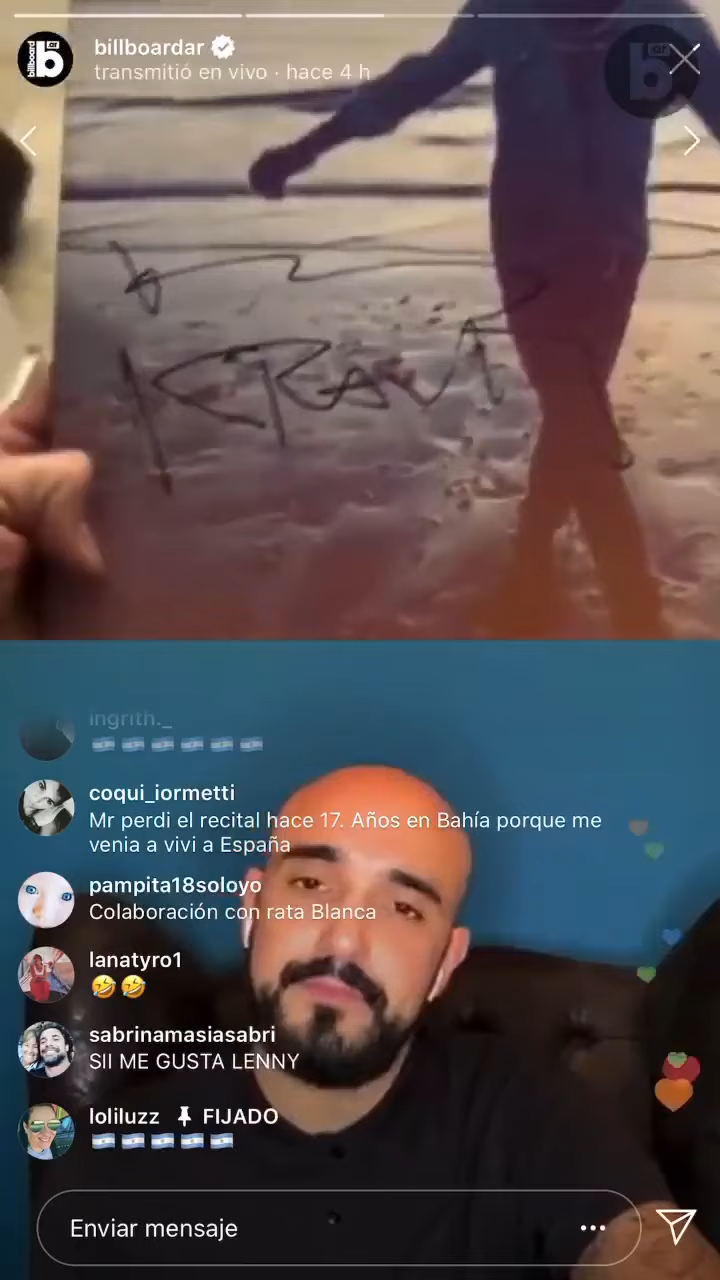 billboardar
transmitió en vivo · hace 4 h
KRAVI
ingrith._
🇦🇷 🇦🇷 🇦🇷 🇦🇷 🇦🇷 🇦🇷
coqui_iormetti
Mr perdi el recital hace 17. Años en Bahía porque me
venia a vivi a España
pampita18soloyo
Colaboración con rata Blanca
lanatyro1
🤣🤣
sabrinamasiasabri
SII ME GUSTA LENNY
loliluzz 📌 FIJADO
🇦🇷 🇦🇷 🇦🇷 🇦🇷 🇦🇷
Enviar mensaje